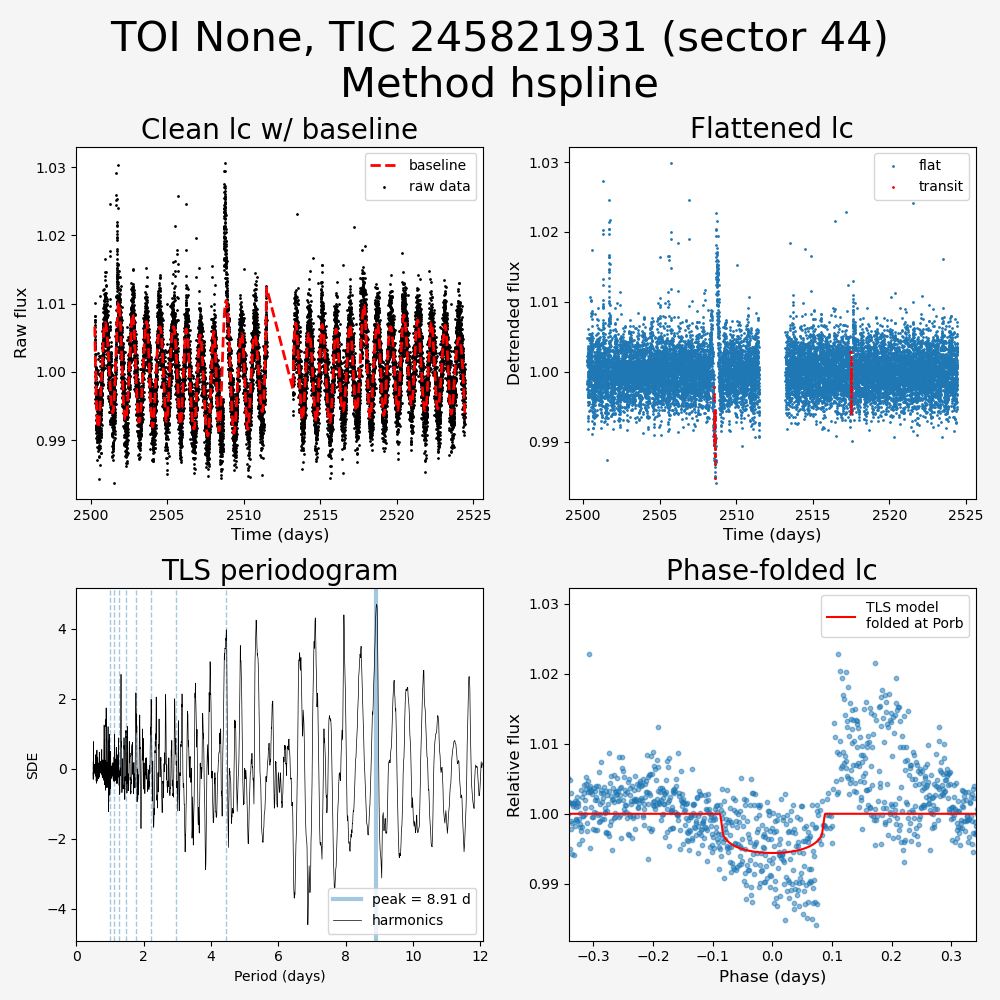 TOI None, TIC 245821931 (sector 44)
Method hspline
Clean lc w/ baseline
Flattened lc
baseline
raw data
flat
transit
1.03
1.02
1.01
1.00
0.99
Raw flux
2500
2505
2510
2515
2520
2525
Time (days)
1.03
1.02
1.01
1.00
0.99
Detrended flux
2500
2505
2510
2515
2520
2525
Time (days)
TLS periodogram
Phase-folded lc
4
2
0
−2
−4
SDE
peak = 8.91 d
harmonics
0
2
4
6
8
10
12
Period (days)
TLS model
folded at Porb
1.03
1.02
1.01
1.00
0.99
Relative flux
−0.3
−0.2
−0.1
0.0
0.1
0.2
0.3
Phase (days)